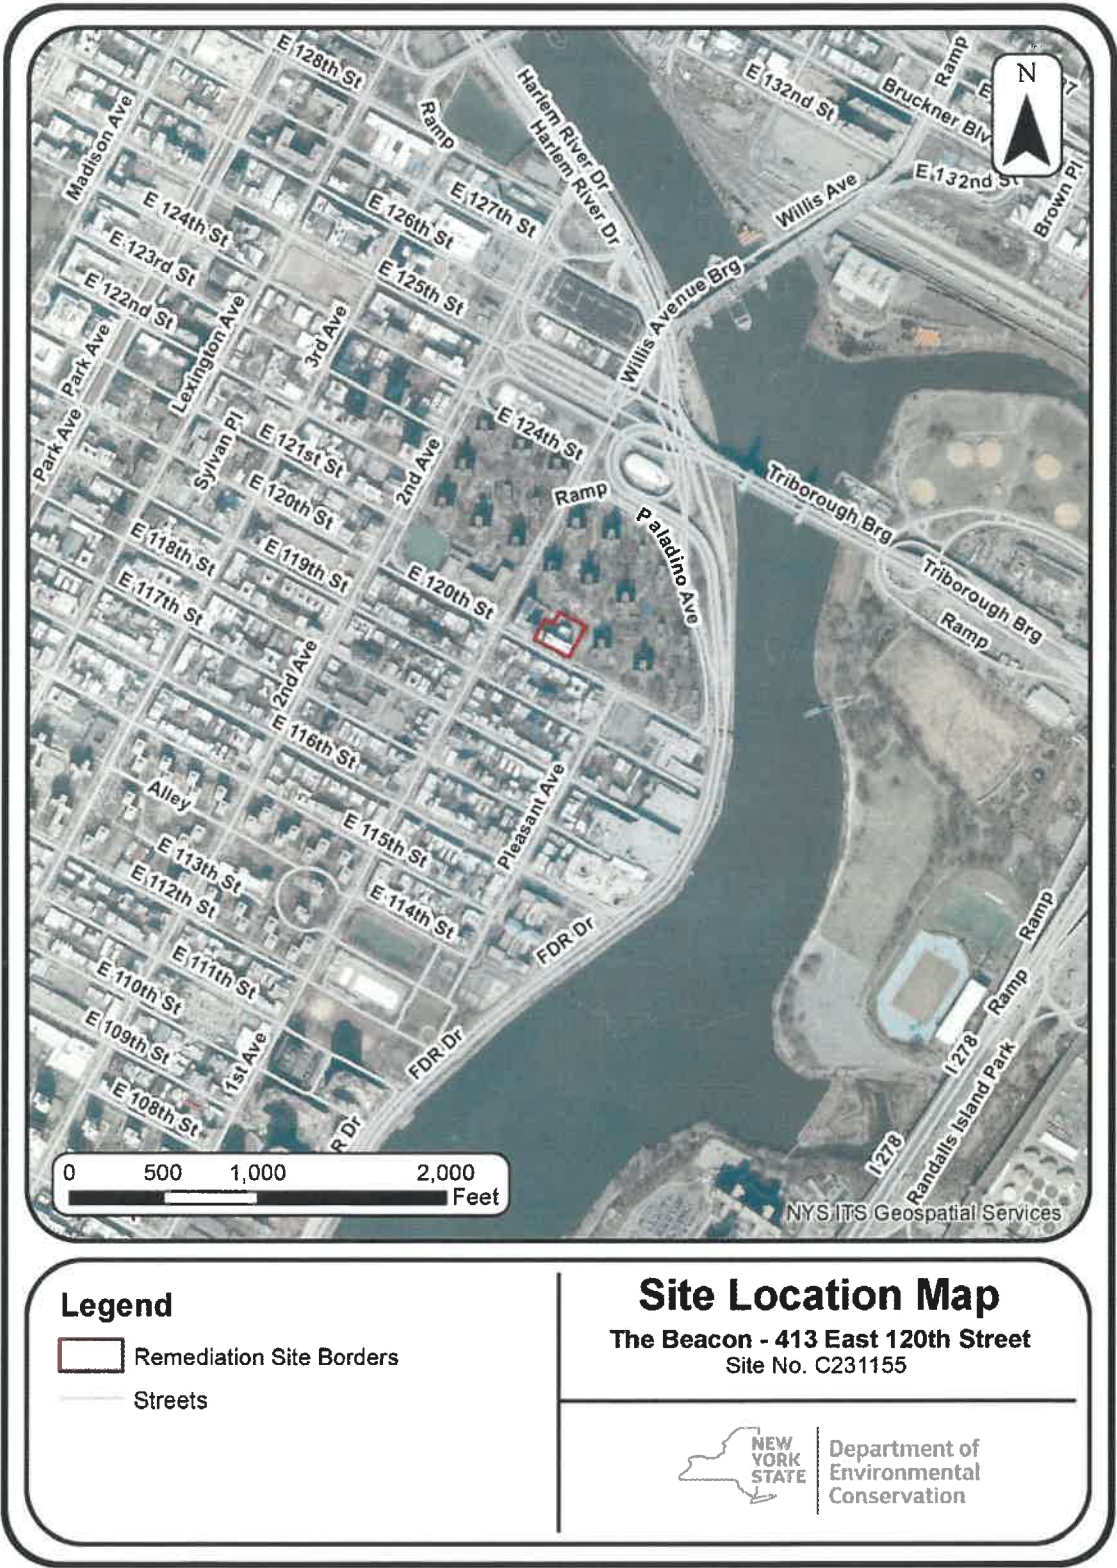 E 128th St
Ramp
Harlem River Dr
Harlem River Dr
E 132nd St
Ramp
Bruckner Blv
N
E 132nd St
Brown Pl
Madison Ave
E 127th St
Willis Ave
E 126th St
E 124th St
E 123rd St
E 125th St
E 122nd St
Willis Avenue Brg
Park Ave
Lexington Ave
3rd Ave
Park Ave
Sylvan Pl
E 121st St
2nd Ave
E 124th St
Ramp
Triborough Brg
E 120th St
Paladino Ave
E 118th St
E 119th St
E 117th St
E 120th St
Triborough Brg
Ramp
2nd Ave
E 116th St
Alley
Pleasant Ave
E 115th St
E 113th St
E 112th St
E 114th St
FDR Dr
Ramp
E 111th St
E 110th St
Ramp
E 109th St
1st Ave
FDR Dr
I 278
Randalls Island Park
E 108th St
R Dr
I 278
0 500 1,000 2,000
Feet
NYS ITS Geospatial Services
Legend
Remediation Site Borders
Streets
Site Location Map
The Beacon - 413 East 120th Street
Site No. C231155
NEW
YORK
STATE
Department of
Environmental
Conservation